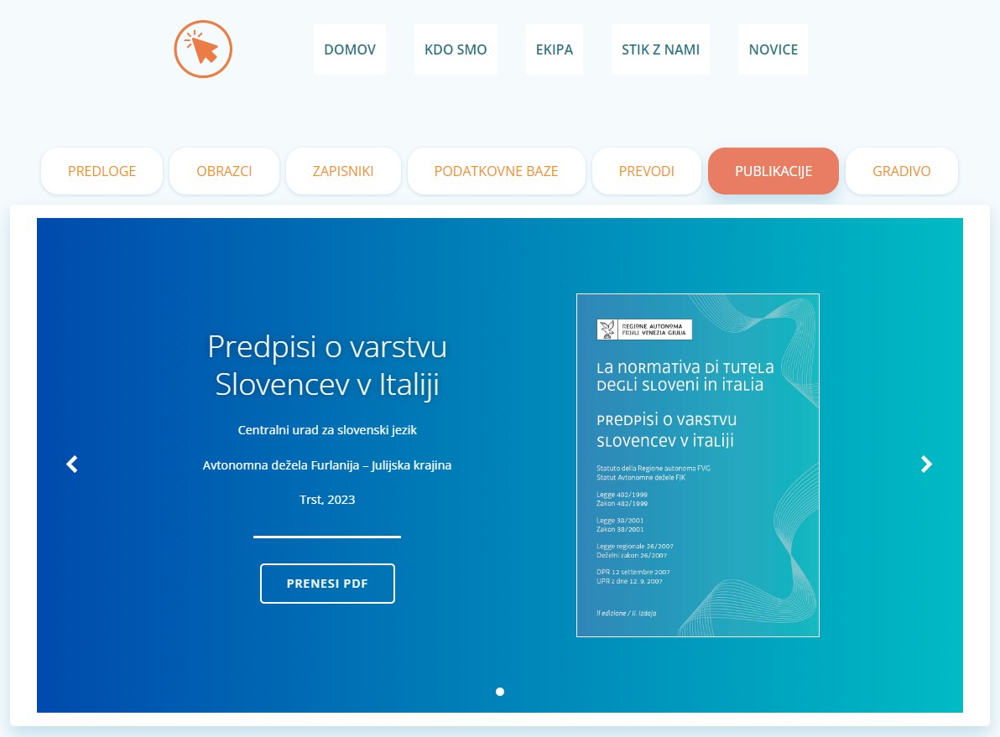 DOMOV
KDO SMO
EKIPA
STIK Z NAMI
NOVICE
PREDLOGE
OBRAZCI
ZAPISNIKI
PODATKOVNE BAZE
PREVODI
PUBLIKACIJE
GRADIVO
Predpisi o varstvu
Slovencev v Italiji
Centralni urad za slovenski jezik
Avtonomna dežela Furlanija – Julijska krajina
Trst, 2023
PRENESI PDF
REGIONE AUTONOMA
FRIULI VENEZIA GIULIA
La normativa di tutela
degli sloveni in Italia
Predpisi o varstvu
slovencev v Italiji
Statuto della Regione autonoma FVG
Statut Avtonomne dežele FJK
Legge 482/1999
Zakon 482/1999
Legge 38/2001
Zakon 38/2001
Legge regionale 26/2007
Deželni zakon 26/2007
DPR 12 settembre 2007
UPR z dne 12. 9. 2007
II edizione / II. izdaja